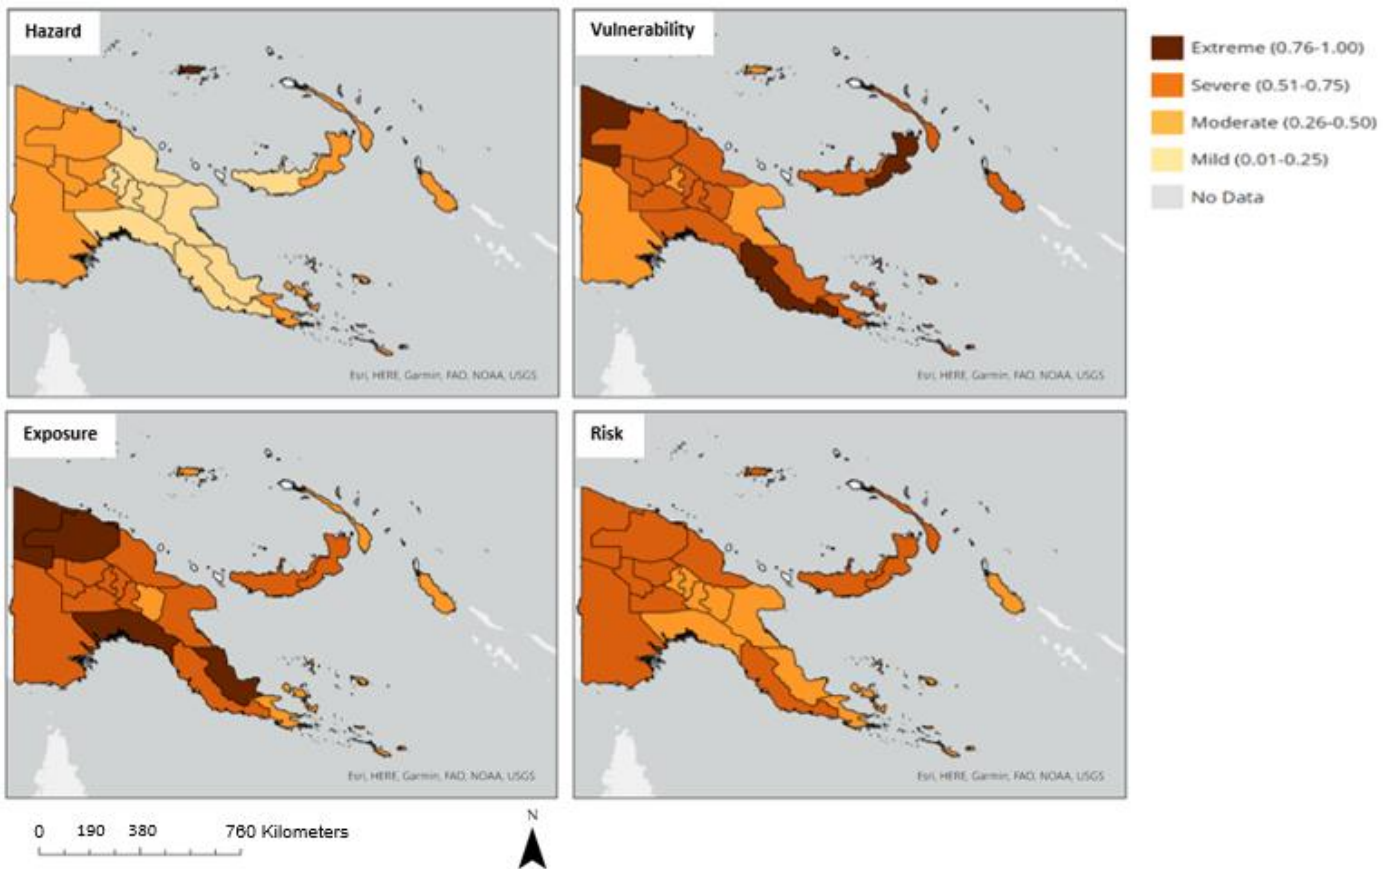 Hazard
Vulnerability
Extreme (0.76-1.00)
Severe (0.51-0.75)
Moderate (0.26-0.50)
Mild (0.01-0.25)
No Data
Esri, HERE, Garmin, FAO, NOAA, USGS
Esri, HERE, Garmin, FAO, NOAA, USGS
Exposure
Risk
Esri, HERE, Garmin, FAO, NOAA, USGS
Esri, HERE, Garmin, FAO, NOAA, USGS
0 190 380 760 Kilometers
N